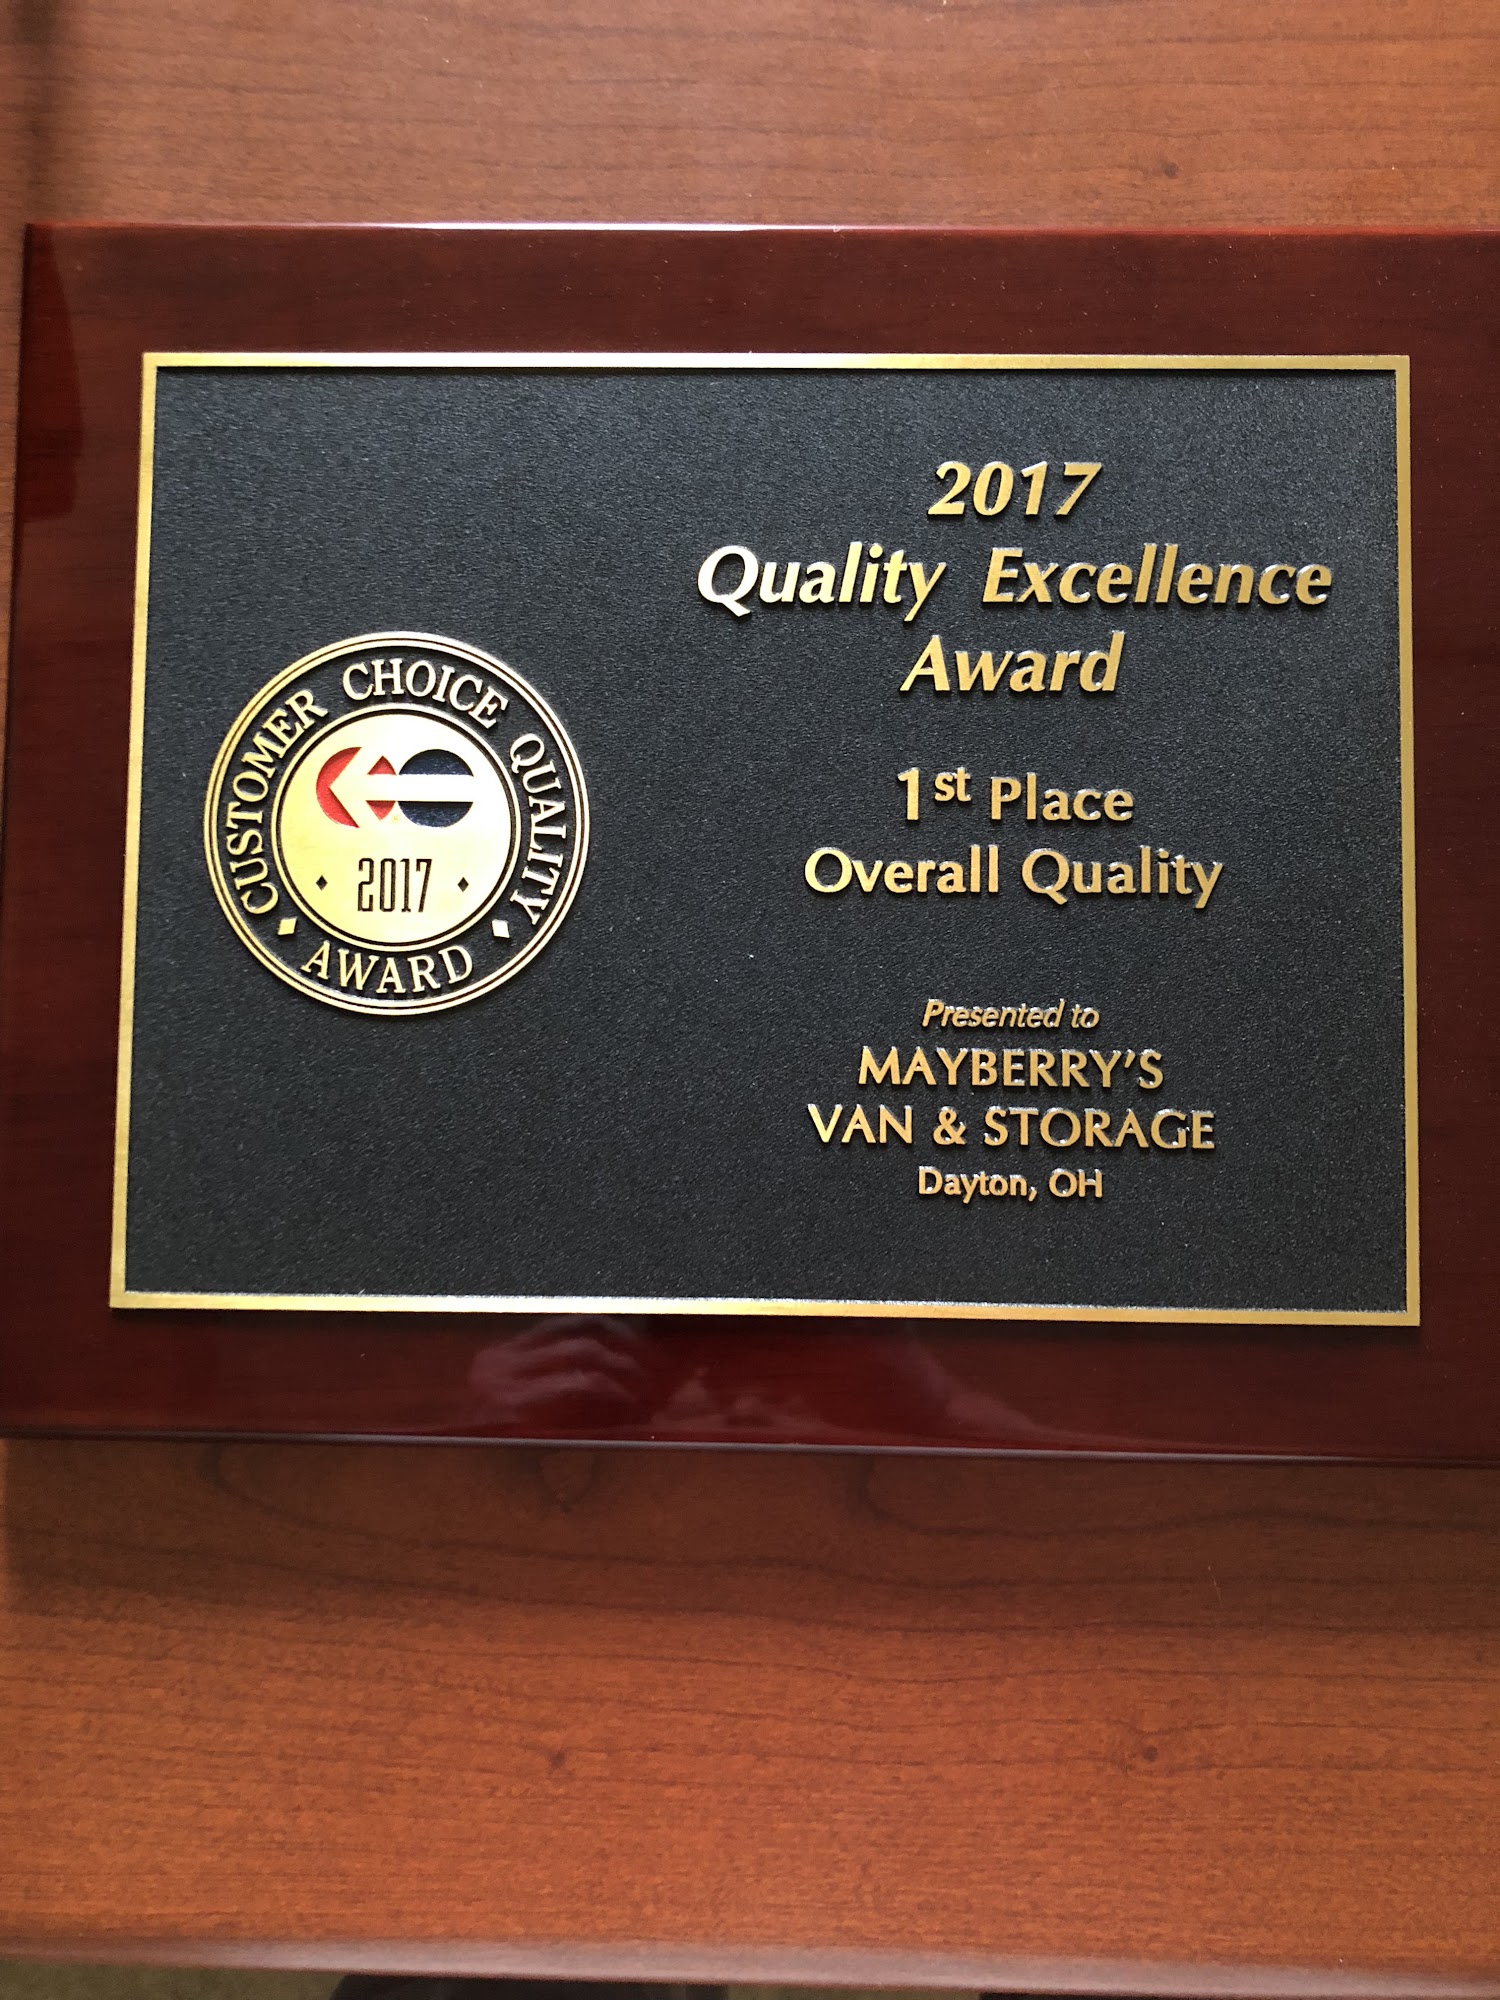 CUSTOMER CHOICE QUALITY
AWARD
2017
2017
Quality Excellence
Award
1st Place
Overall Quality
Presented to
MAYBERRY'S
VAN & STORAGE
Dayton, OH